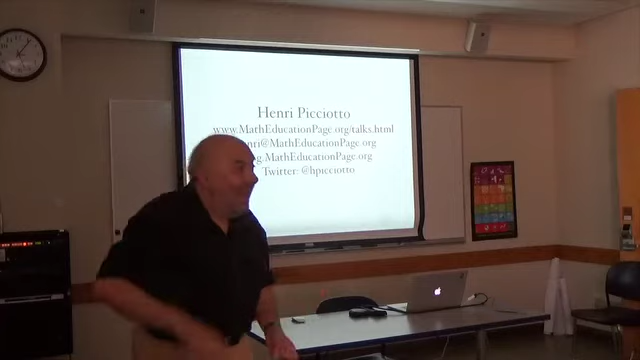 Henri Picciotto
www.MathEducationPage.org/talks.html
nri@MathEducationPage.org
g.MathEducationPage.org
Twitter: @hpicciotto